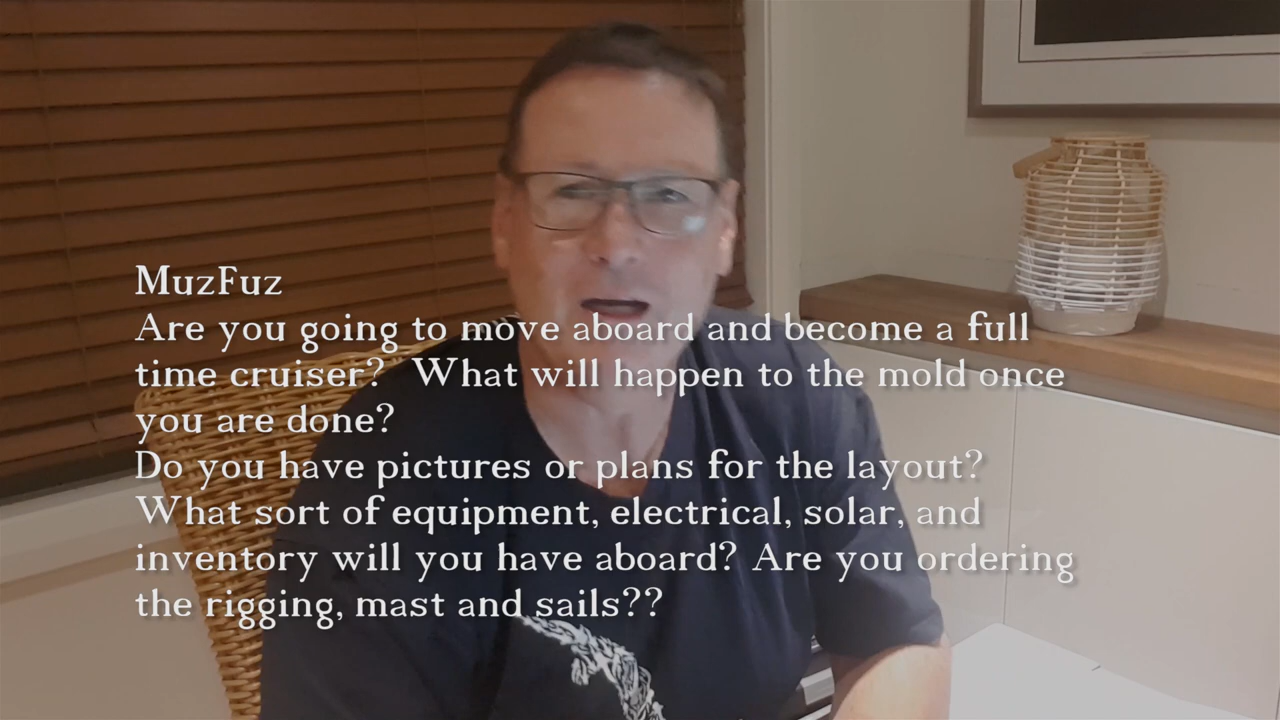 MuzFuz
Are you going to move aboard and become a full
time cruiser?  What will happen to the mold once
you are done?
Do you have pictures or plans for the layout?
What sort of equipment, electrical, solar, and
inventory will you have aboard? Are you ordering
the rigging, mast and sails??